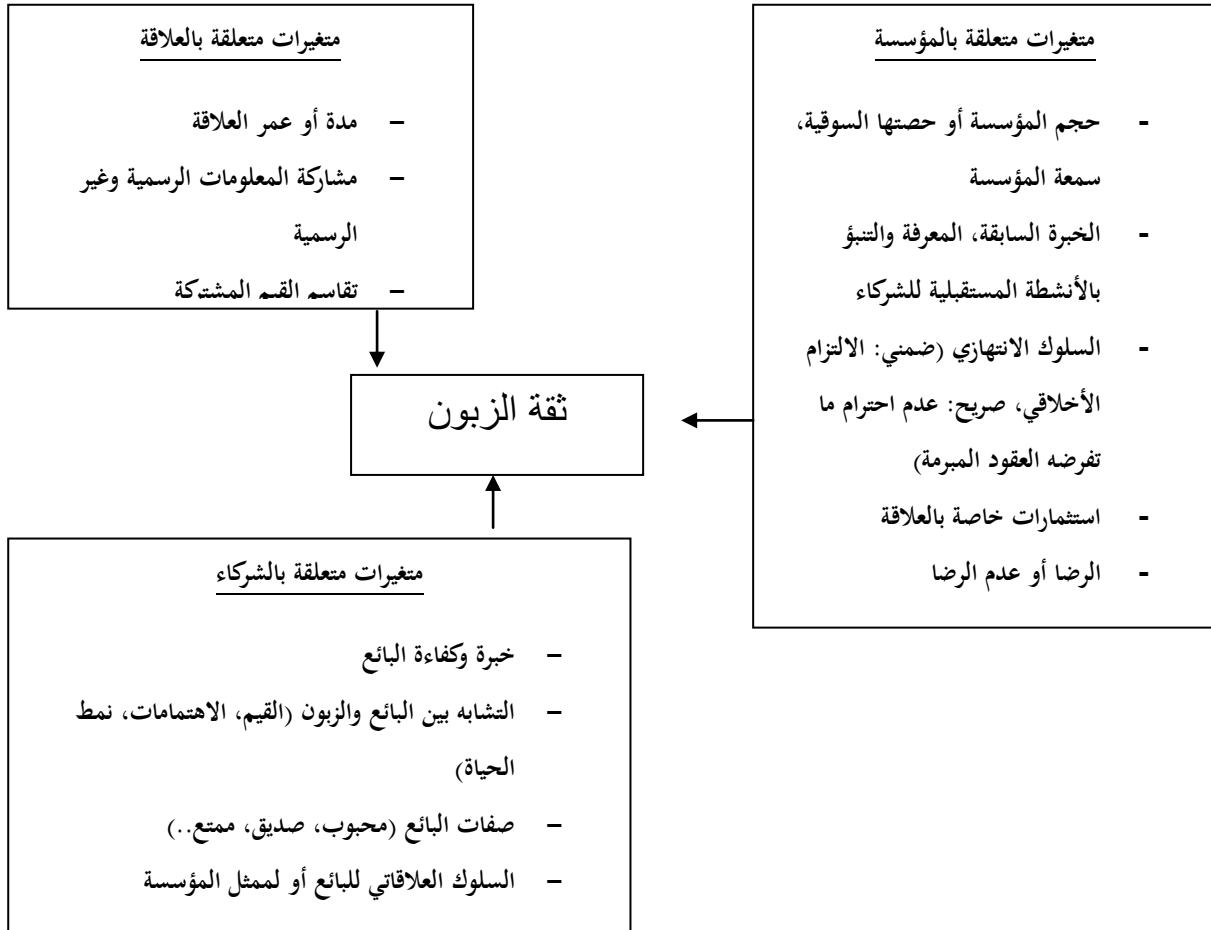 متغيرات متعلقة بالمؤسسة
- حجم المؤسسة أو حصتها السوقية،
سمعة المؤسسة
- الخبرة السابقة، المعرفة والتنبؤ
بالأنشطة المستقبلية للشركاء
- السلوك الانتهازي (ضمني: الالتزام
الأخلاقي، صريح: عدم احترام ما
تفرضه العقود المبرمة)
- استثمارات خاصة بالعلاقة
- الرضا أو عدم الرضا
متغيرات متعلقة بالعلاقة
– مدة أو عمر العلاقة
– مشاركة المعلومات الرسمية وغير
الرسمية
– تقاسم القيم المشتركة
ثقة الزبون
متغيرات متعلقة بالشركاء
– خبرة وكفاءة البائع
– التشابه بين البائع والزبون (القيم، الاهتمامات، نمط
الحياة)
– صفات البائع (محبوب، صديق، ممتع..)
– السلوك العلاقاتي للبائع أو لممثل المؤسسة